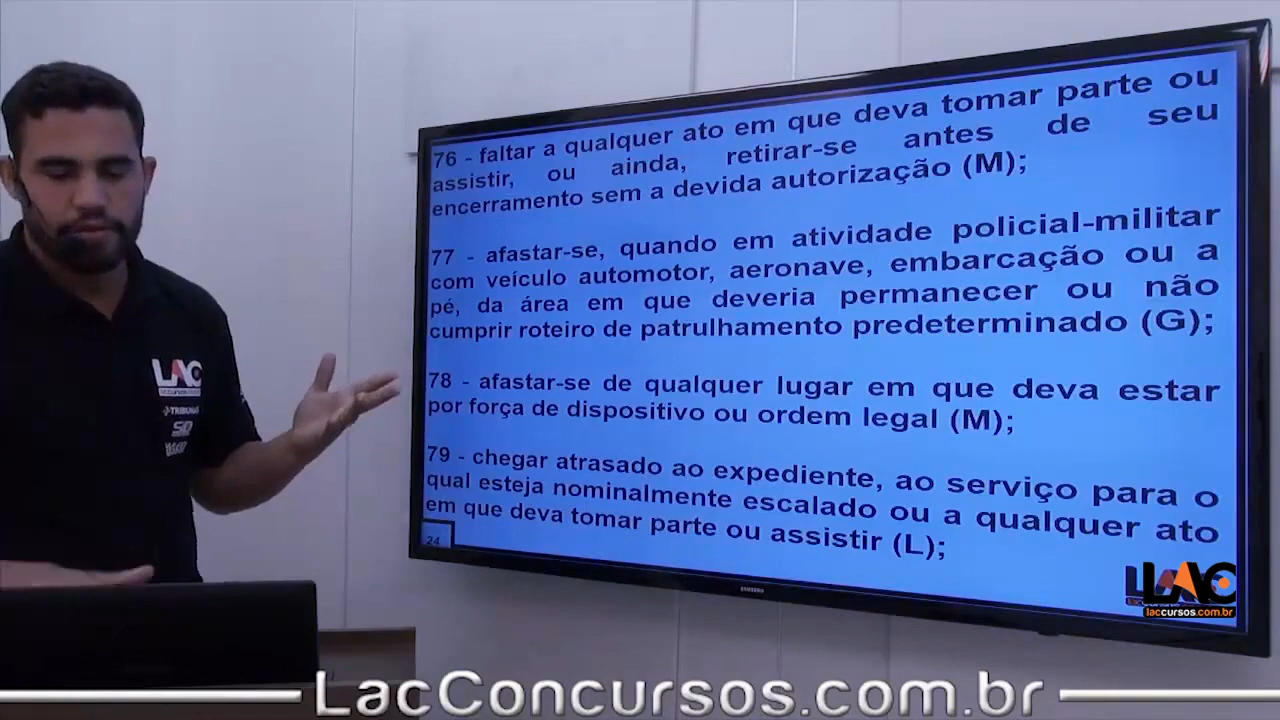 76 - faltar a qualquer ato em que deva tomar parte ou
assistir, ou ainda, retirar-se antes de seu
encerramento sem a devida autorização (M);
77 - afastar-se, quando em atividade policial-militar
com veículo automotor, aeronave, embarcação ou a
pé, da área em que deveria permanecer ou não
cumprir roteiro de patrulhamento predeterminado (G);
78 - afastar-se de qualquer lugar em que deva estar
por força de dispositivo ou ordem legal (M);
79 - chegar atrasado ao expediente, ao serviço para o
qual esteja nominalmente escalado ou a qualquer ato
em que deva tomar parte ou assistir (L);
24
LAC
laccursos.com.br
SAMSUNG
LAC
LacConcursos.com.br